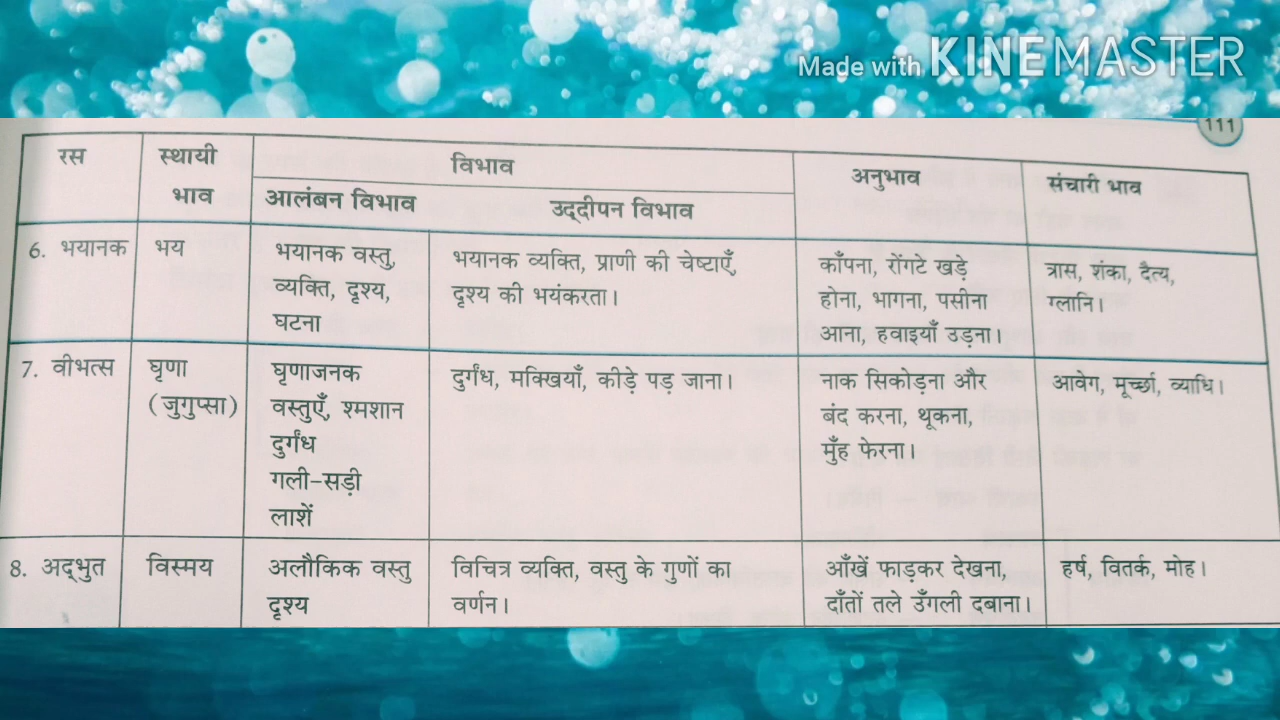 Made with KINEMASTER
111
रस
स्थायी
भाव
विभाव
आलंबन विभाव
उद्‌दीपन विभाव
अनुभाव
संचारी भाव
6. भयानक
भय
भयानक वस्तु,
व्यक्ति, दृश्य,
घटना
भयानक व्यक्ति, प्राणी की चेष्टाएँ,
दृश्य की भयंकरता।
काँपना, रोंगटे खड़े
होना, भागना, पसीना
आना, हवाइयाँ उड़ना।
त्रास, शंका, दैत्य,
ग्लानि।
7. वीभत्स
घृणा
(जुगुप्सा)
घृणाजनक
वस्तुएँ, श्मशान
दुर्गंध
गली-सड़ी
लाशें
दुर्गंध, मक्खियाँ, कीड़े पड़ जाना।
नाक सिकोड़ना और
बंद करना, थूकना,
मुँह फेरना।
आवेग, मूर्च्छा, व्याधि।
8. अद्‌भुत
विस्मय
अलौकिक वस्तु
दृश्य
विचित्र व्यक्ति, वस्तु के गुणों का
वर्णन।
आँखें फाड़कर देखना,
दाँतों तले उँगली दबाना।
हर्ष, वितर्क, मोह।